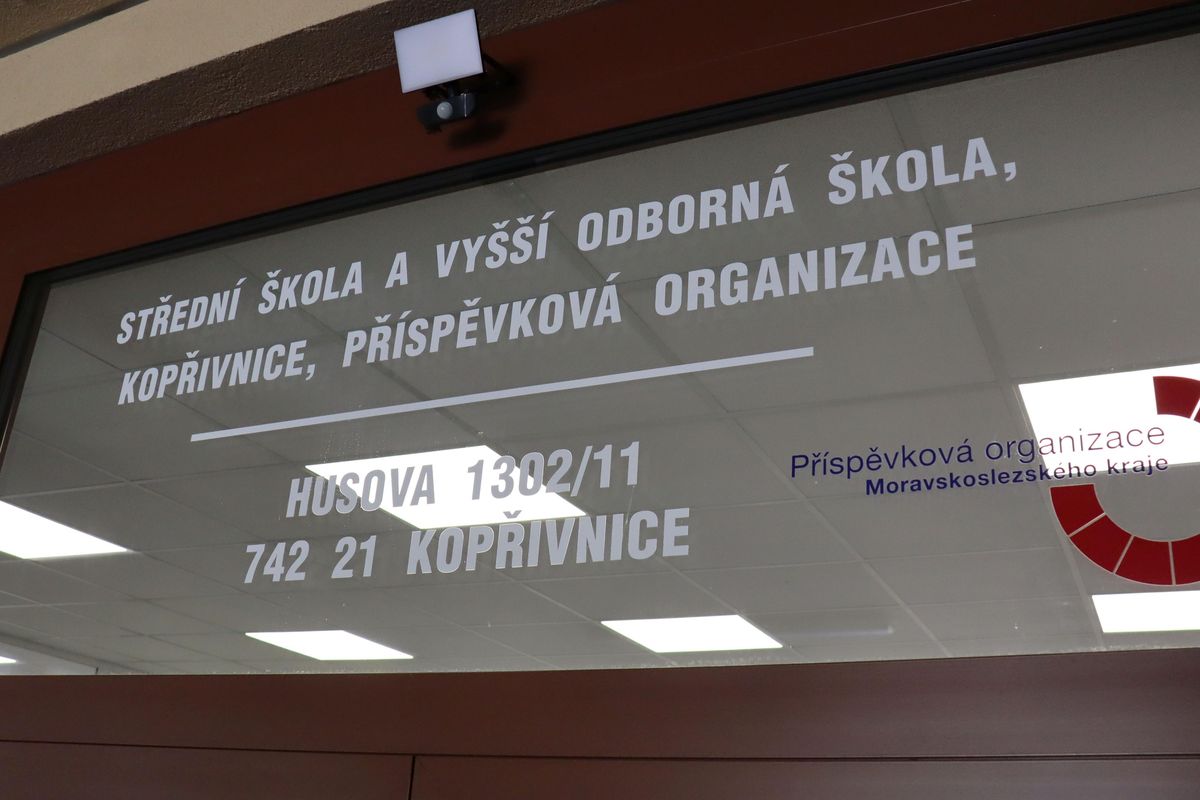 STŘEDNÍ ŠKOLA A VYŠŠÍ ODBORNÁ ŠKOLA,
KOPŘIVNICE, PŘÍSPĚVKOVÁ ORGANIZACE
HUSOVA 1302/11
742 21 KOPŘIVNICE
Příspěvková organizace
Moravskoslezského kraje